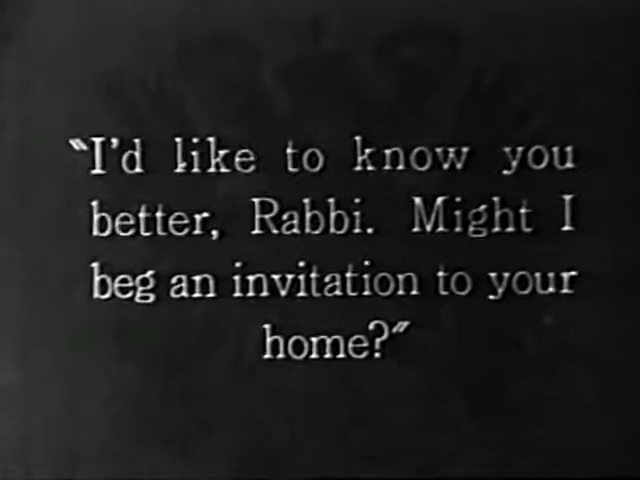 "I'd like to know you
better, Rabbi. Might I
beg an invitation to your
home?"